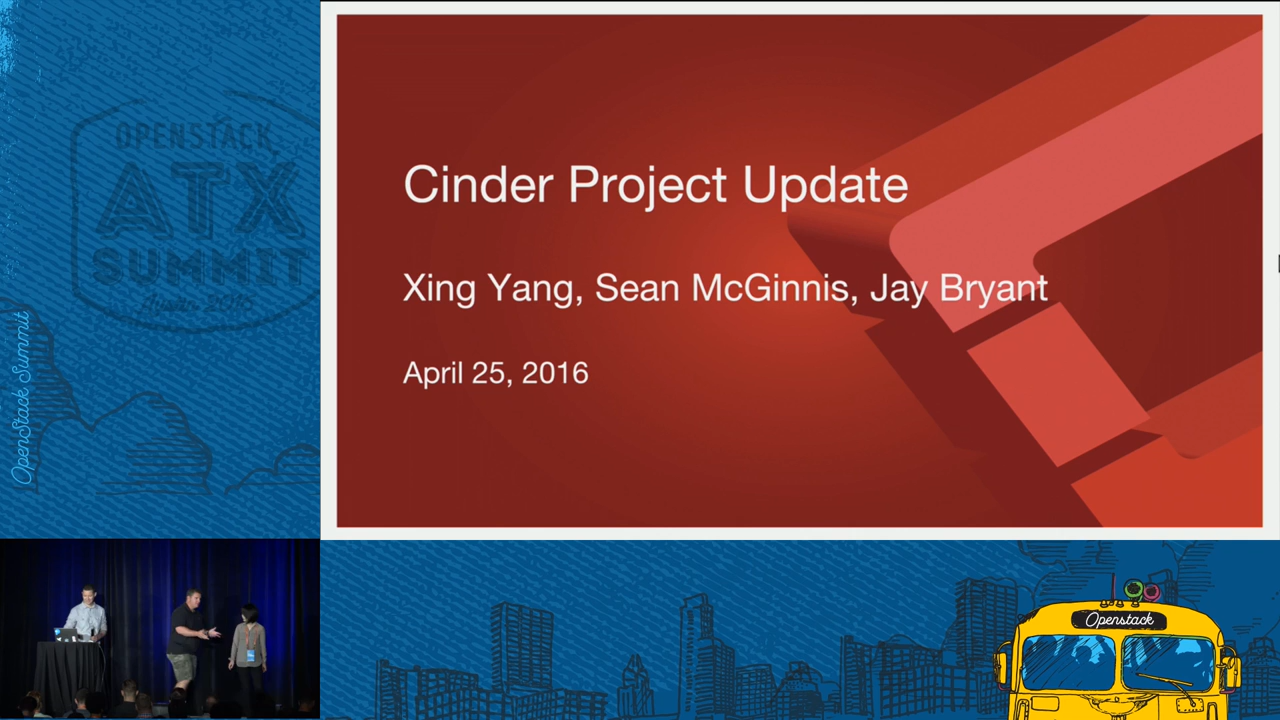 OPENSTACK
ATX
SUMMIT
OpenStack Summit
Cinder Project Update
Xing Yang, Sean McGinnis, Jay Bryant
April 25, 2016
Openstack